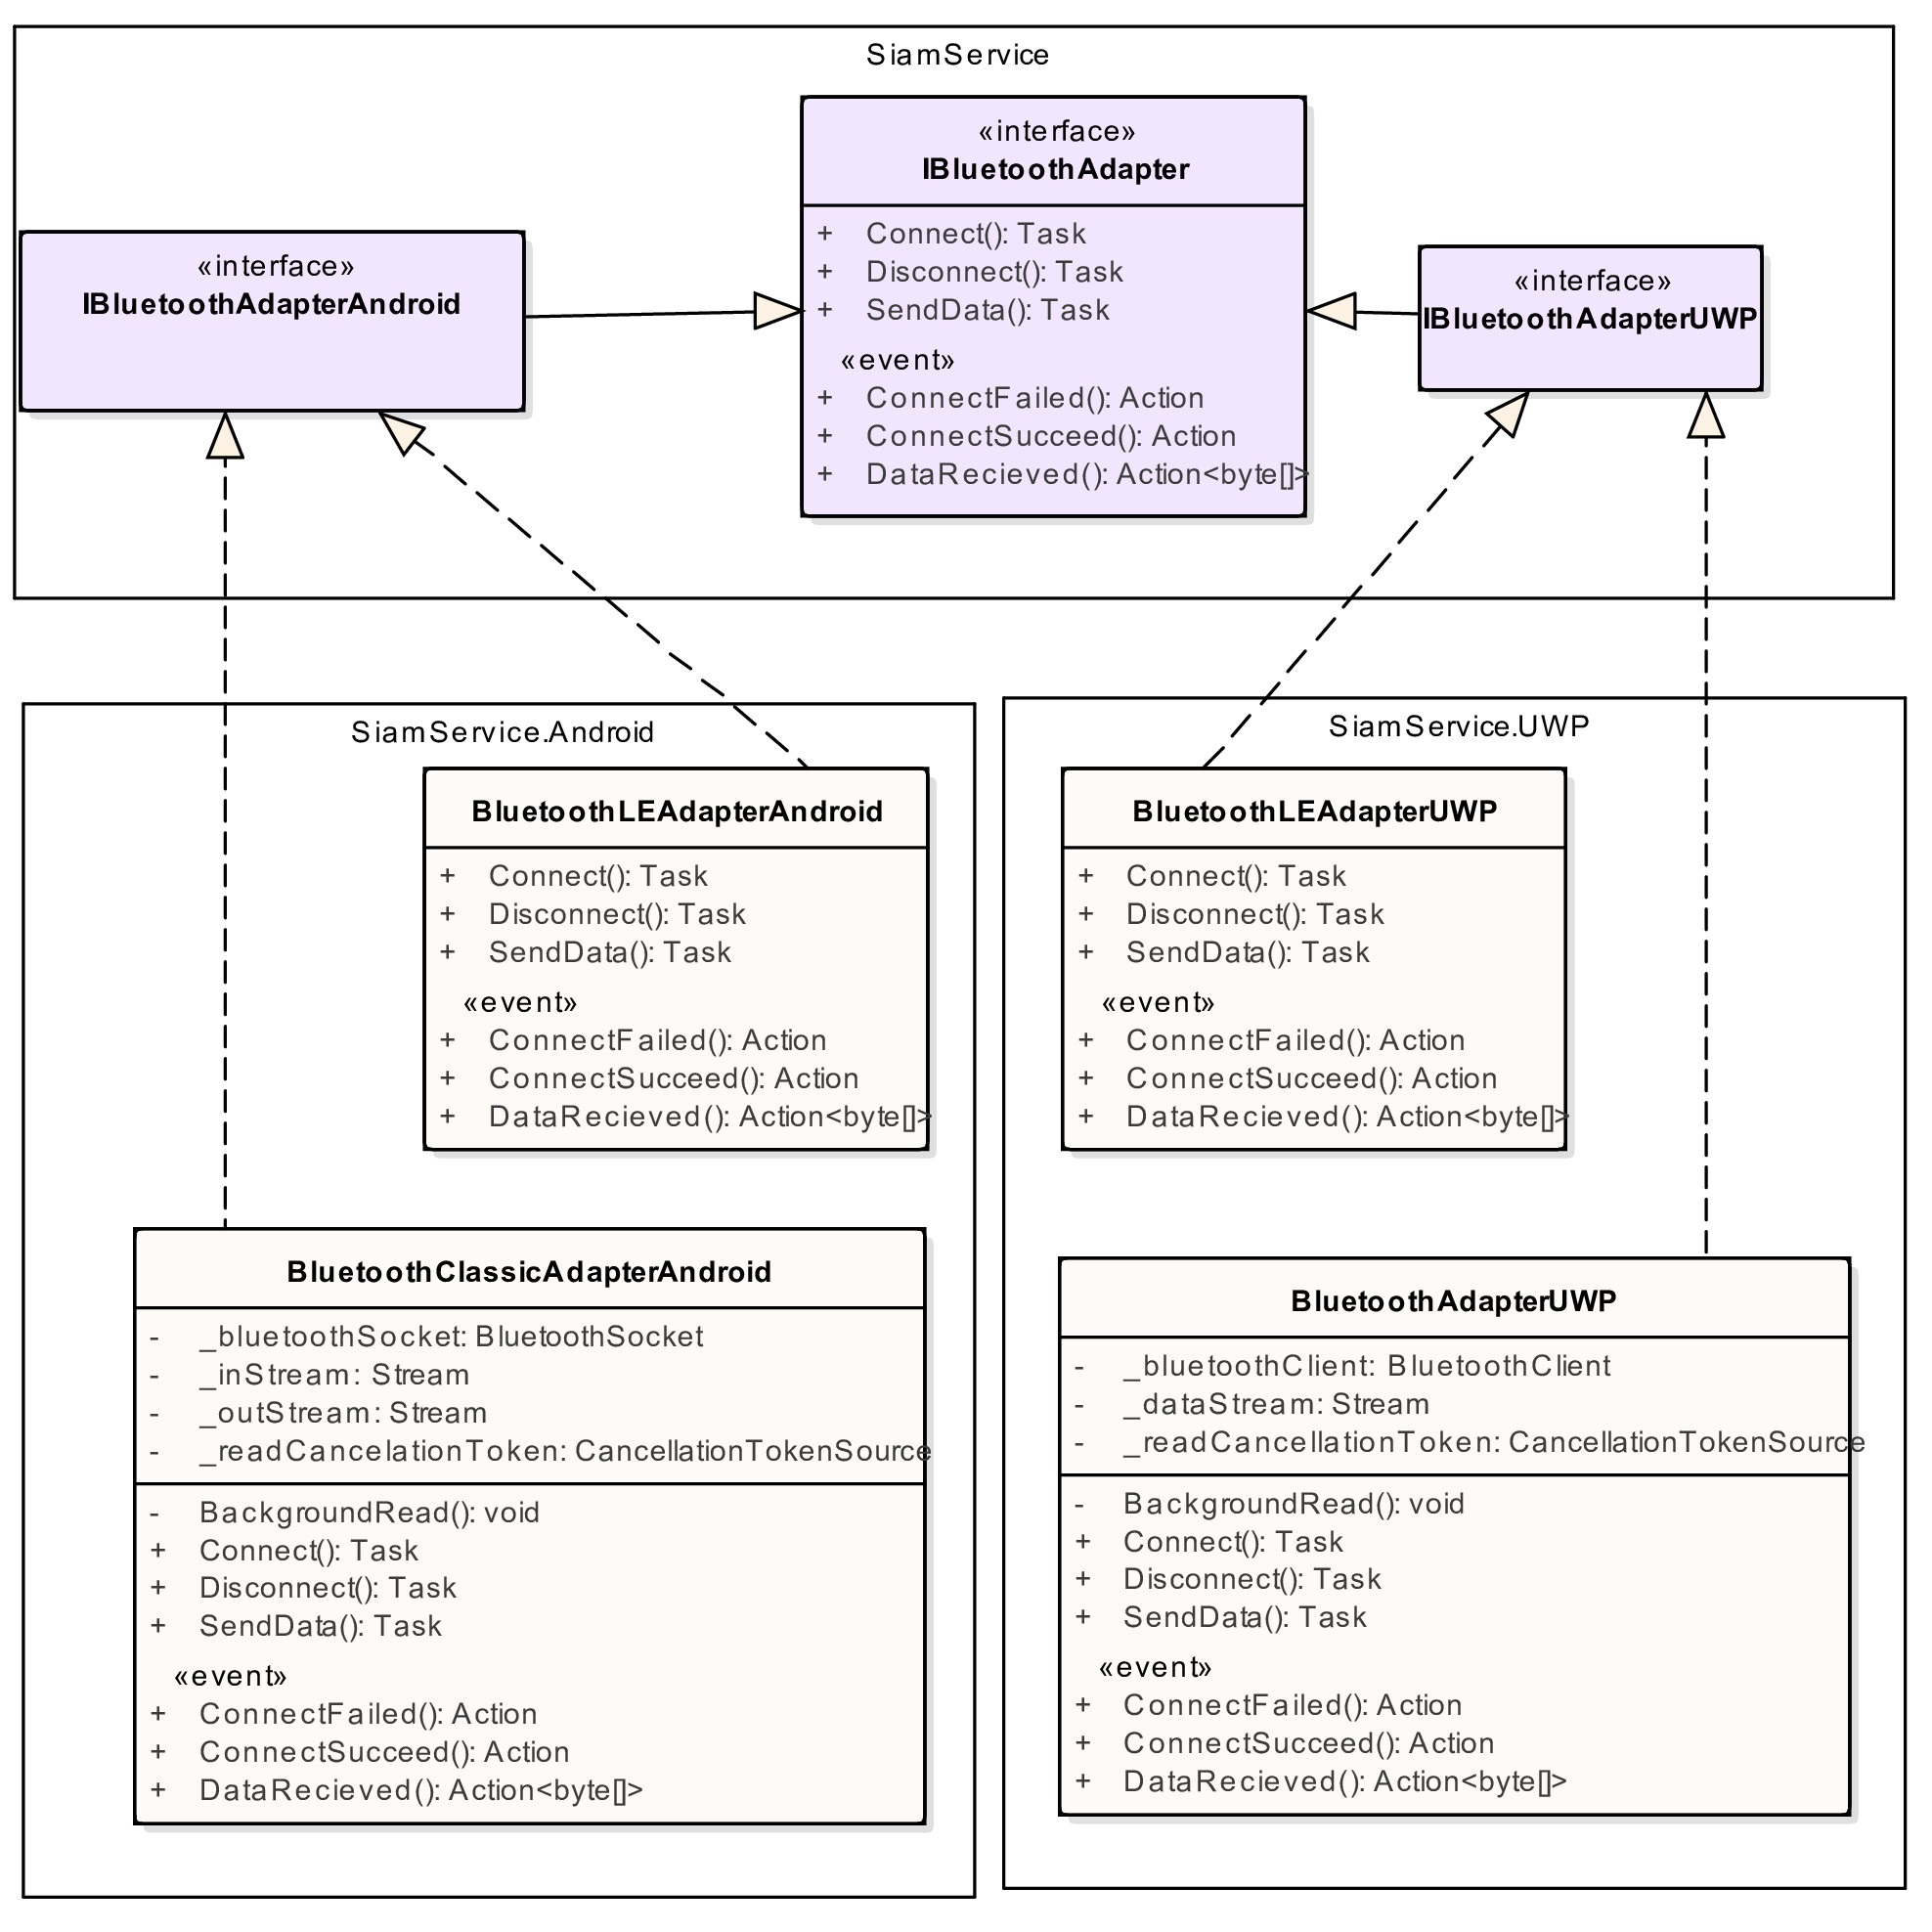 SiamService
«interface»
IBluetoothAdapter
+ Connect(): Task
+ Disconnect(): Task
+ SendData(): Task
«event»
+ ConnectFailed(): Action
+ ConnectSucceed(): Action
+ DataRecieved(): Action<byte[]>
«interface»
IBluetoothAdapterAndroid
«interface»
IBluetoothAdapterUWP
SiamService.Android
BluetoothLEAdapterAndroid
+ Connect(): Task
+ Disconnect(): Task
+ SendData(): Task
«event»
+ ConnectFailed(): Action
+ ConnectSucceed(): Action
+ DataRecieved(): Action<byte[]>
BluetoothClassicAdapterAndroid
- _bluetoothSocket: BluetoothSocket
- _inStream: Stream
- _outStream: Stream
- _readCancelationToken: CancellationTokenSource
- BackgroundRead(): void
+ Connect(): Task
+ Disconnect(): Task
+ SendData(): Task
«event»
+ ConnectFailed(): Action
+ ConnectSucceed(): Action
+ DataRecieved(): Action<byte[]>
SiamService.UWP
BluetoothLEAdapterUWP
+ Connect(): Task
+ Disconnect(): Task
+ SendData(): Task
«event»
+ ConnectFailed(): Action
+ ConnectSucceed(): Action
+ DataRecieved(): Action<byte[]>
BluetoothAdapterUWP
- _bluetoothClient: BluetoothClient
- _dataStream: Stream
- _readCancellationToken: CancellationTokenSource
- BackgroundRead(): void
+ Connect(): Task
+ Disconnect(): Task
+ SendData(): Task
«event»
+ ConnectFailed(): Action
+ ConnectSucceed(): Action
+ DataRecieved(): Action<byte[]>